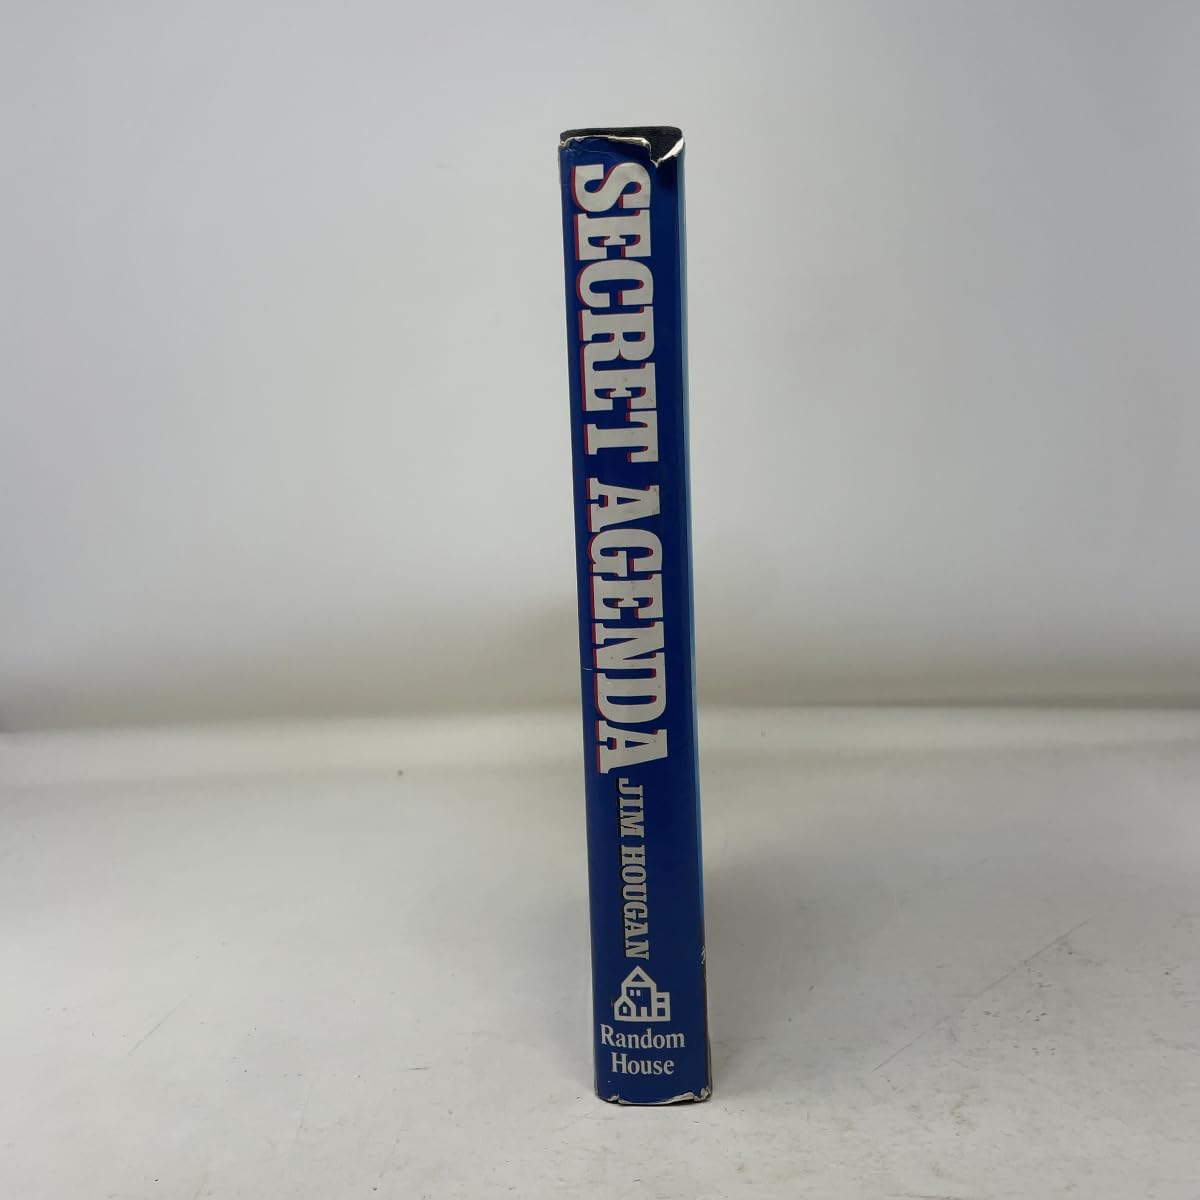 SECRET AGENDA
JIM HOUGAN
Random
House